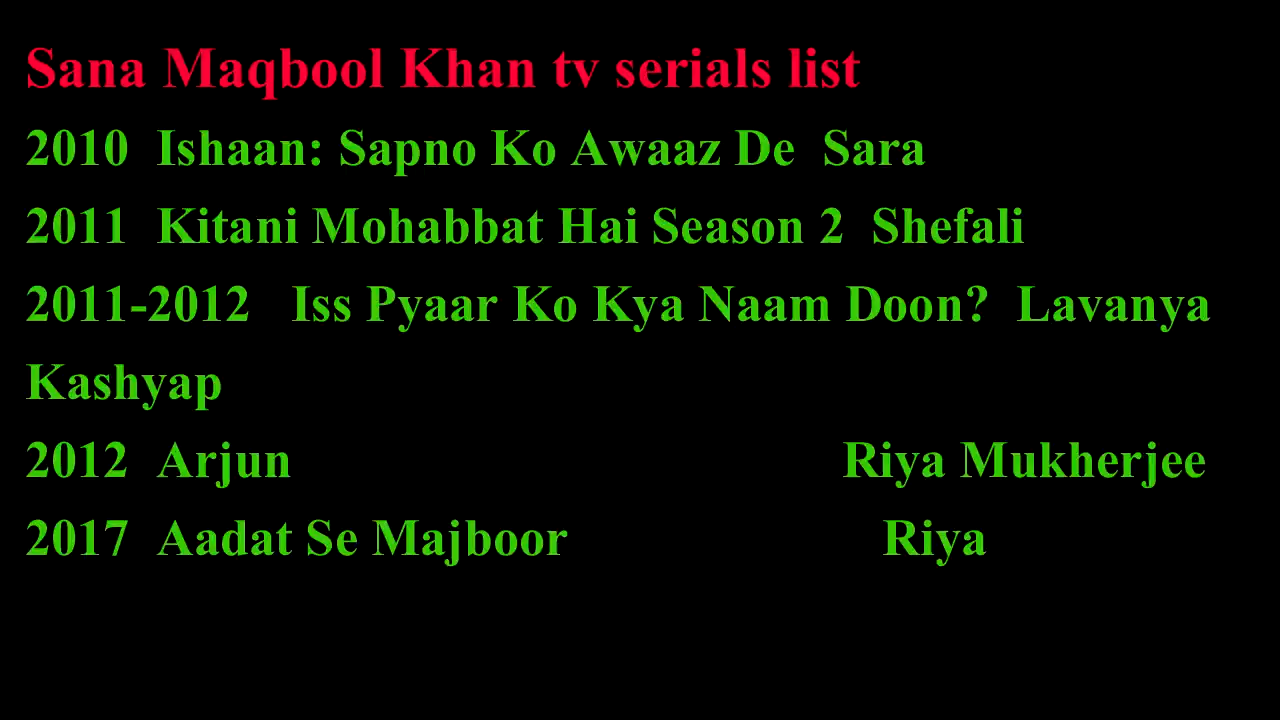 Sana Maqbool Khan tv serials list
2010 Ishaan: Sapno Ko Awaaz De Sara
2011 Kitani Mohabbat Hai Season 2 Shefali
2011-2012 Iss Pyaar Ko Kya Naam Doon? Lavanya
Kashyap
2012 Arjun Riya Mukherjee
2017 Aadat Se Majboor Riya